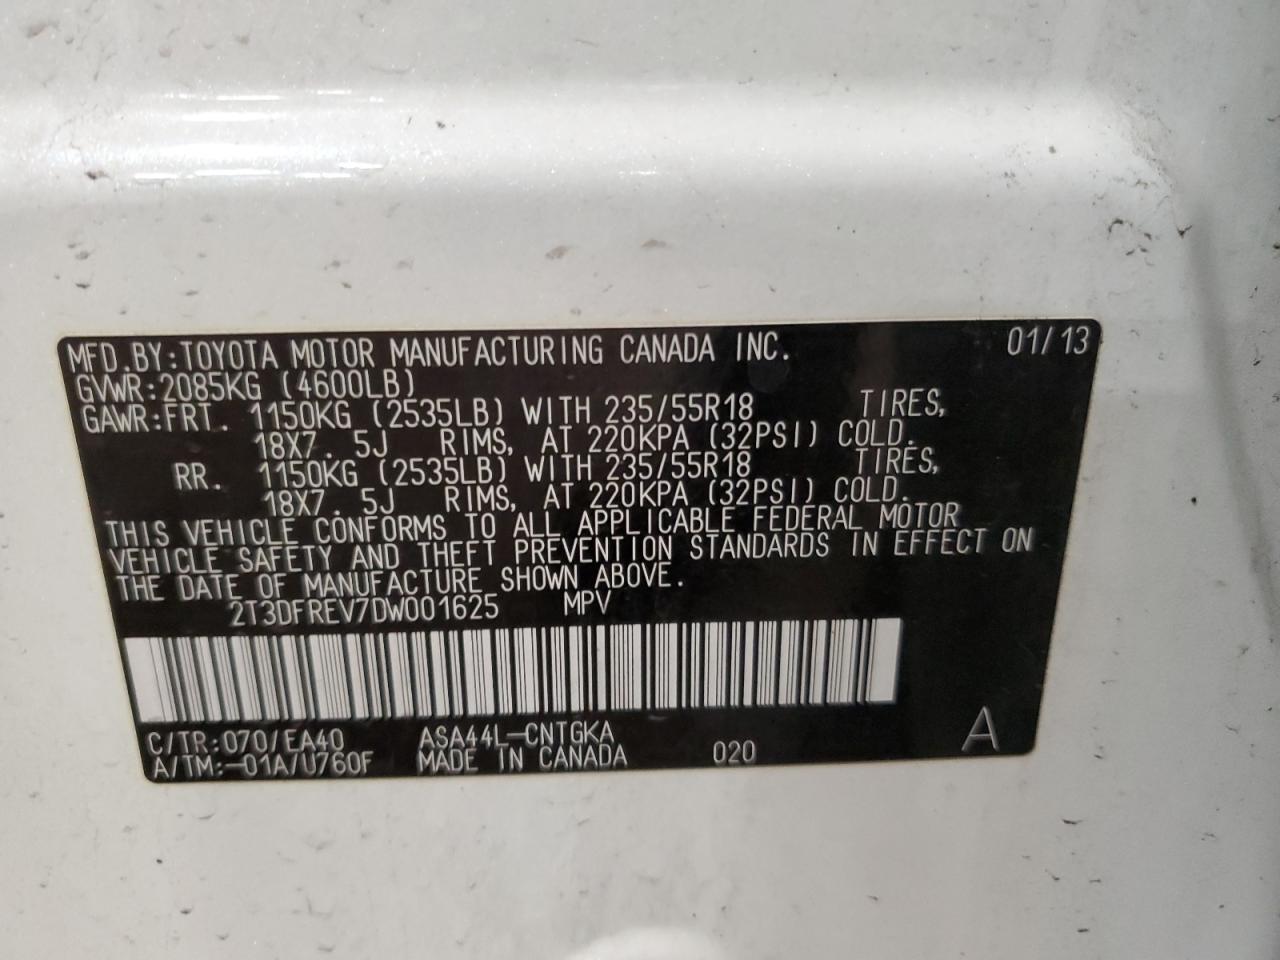 MFD.BY:TOYOTA MOTOR MANUFACTURING CANADA INC. 01/13
GVWR:2085KG (4600LB)
GAWR:FRT. 1150KG (2535LB) WITH 235/55R18 TIRES,
18X7.5J RIMS, AT 220KPA (32PSI) COLD.
RR. 1150KG (2535LB) WITH 235/55R18 TIRES,
18X7.5J RIMS, AT 220KPA (32PSI) COLD.
THIS VEHICLE CONFORMS TO ALL APPLICABLE FEDERAL MOTOR
VEHICLE SAFETY AND THEFT PREVENTION STANDARDS IN EFFECT ON
THE DATE OF MANUFACTURE SHOWN ABOVE.
2T3DFREV7DW001625 MPV
C/TR:070/EA40 ASA44L-CNTGKA
A/TM:-01A/U760F MADE IN CANADA 020 A